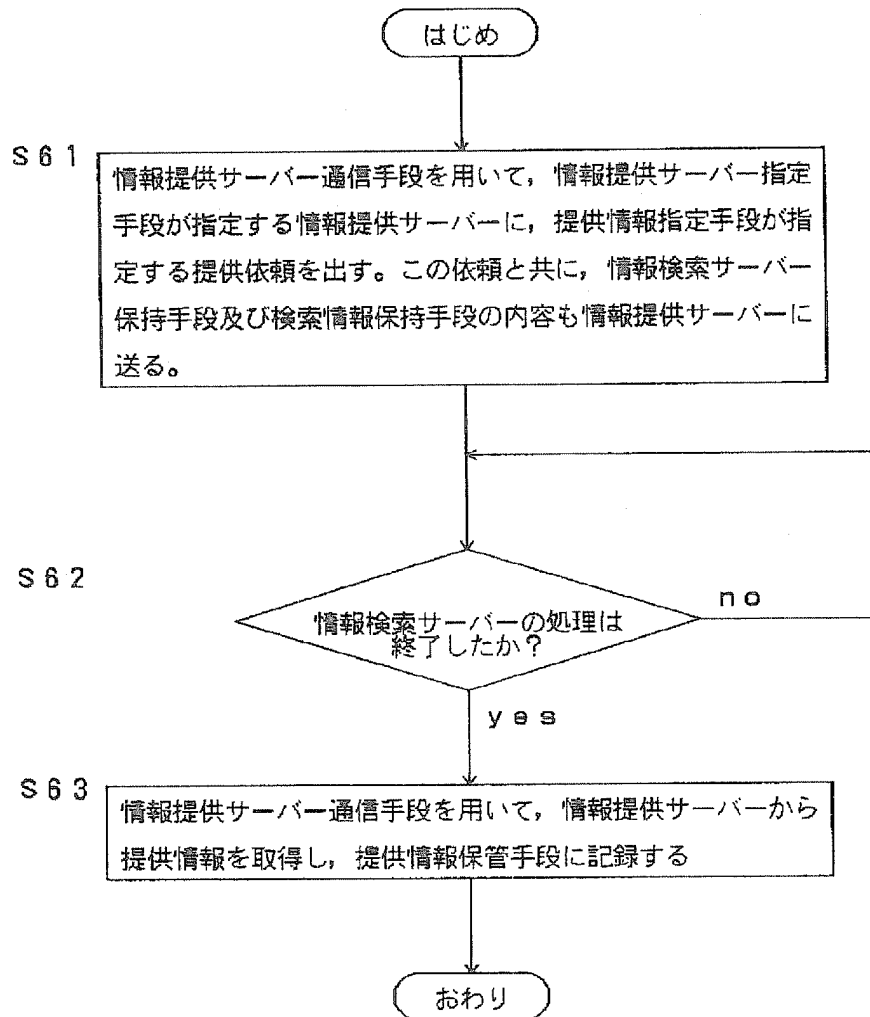 はじめ
S61
情報提供サーバー通信手段を用いて，情報提供サーバー指定
手段が指定する情報提供サーバーに，提供情報指定手段が指
定する提供依頼を出す。この依頼と共に，情報検索サーバー
保持手段及び検索情報保持手段の内容も情報提供サーバーに
送る。
S62
情報検索サーバーの処理は
終了したか？
no
yes
S63
情報提供サーバー通信手段を用いて，情報提供サーバーから
提供情報を取得し，提供情報保管手段に記録する
おわり